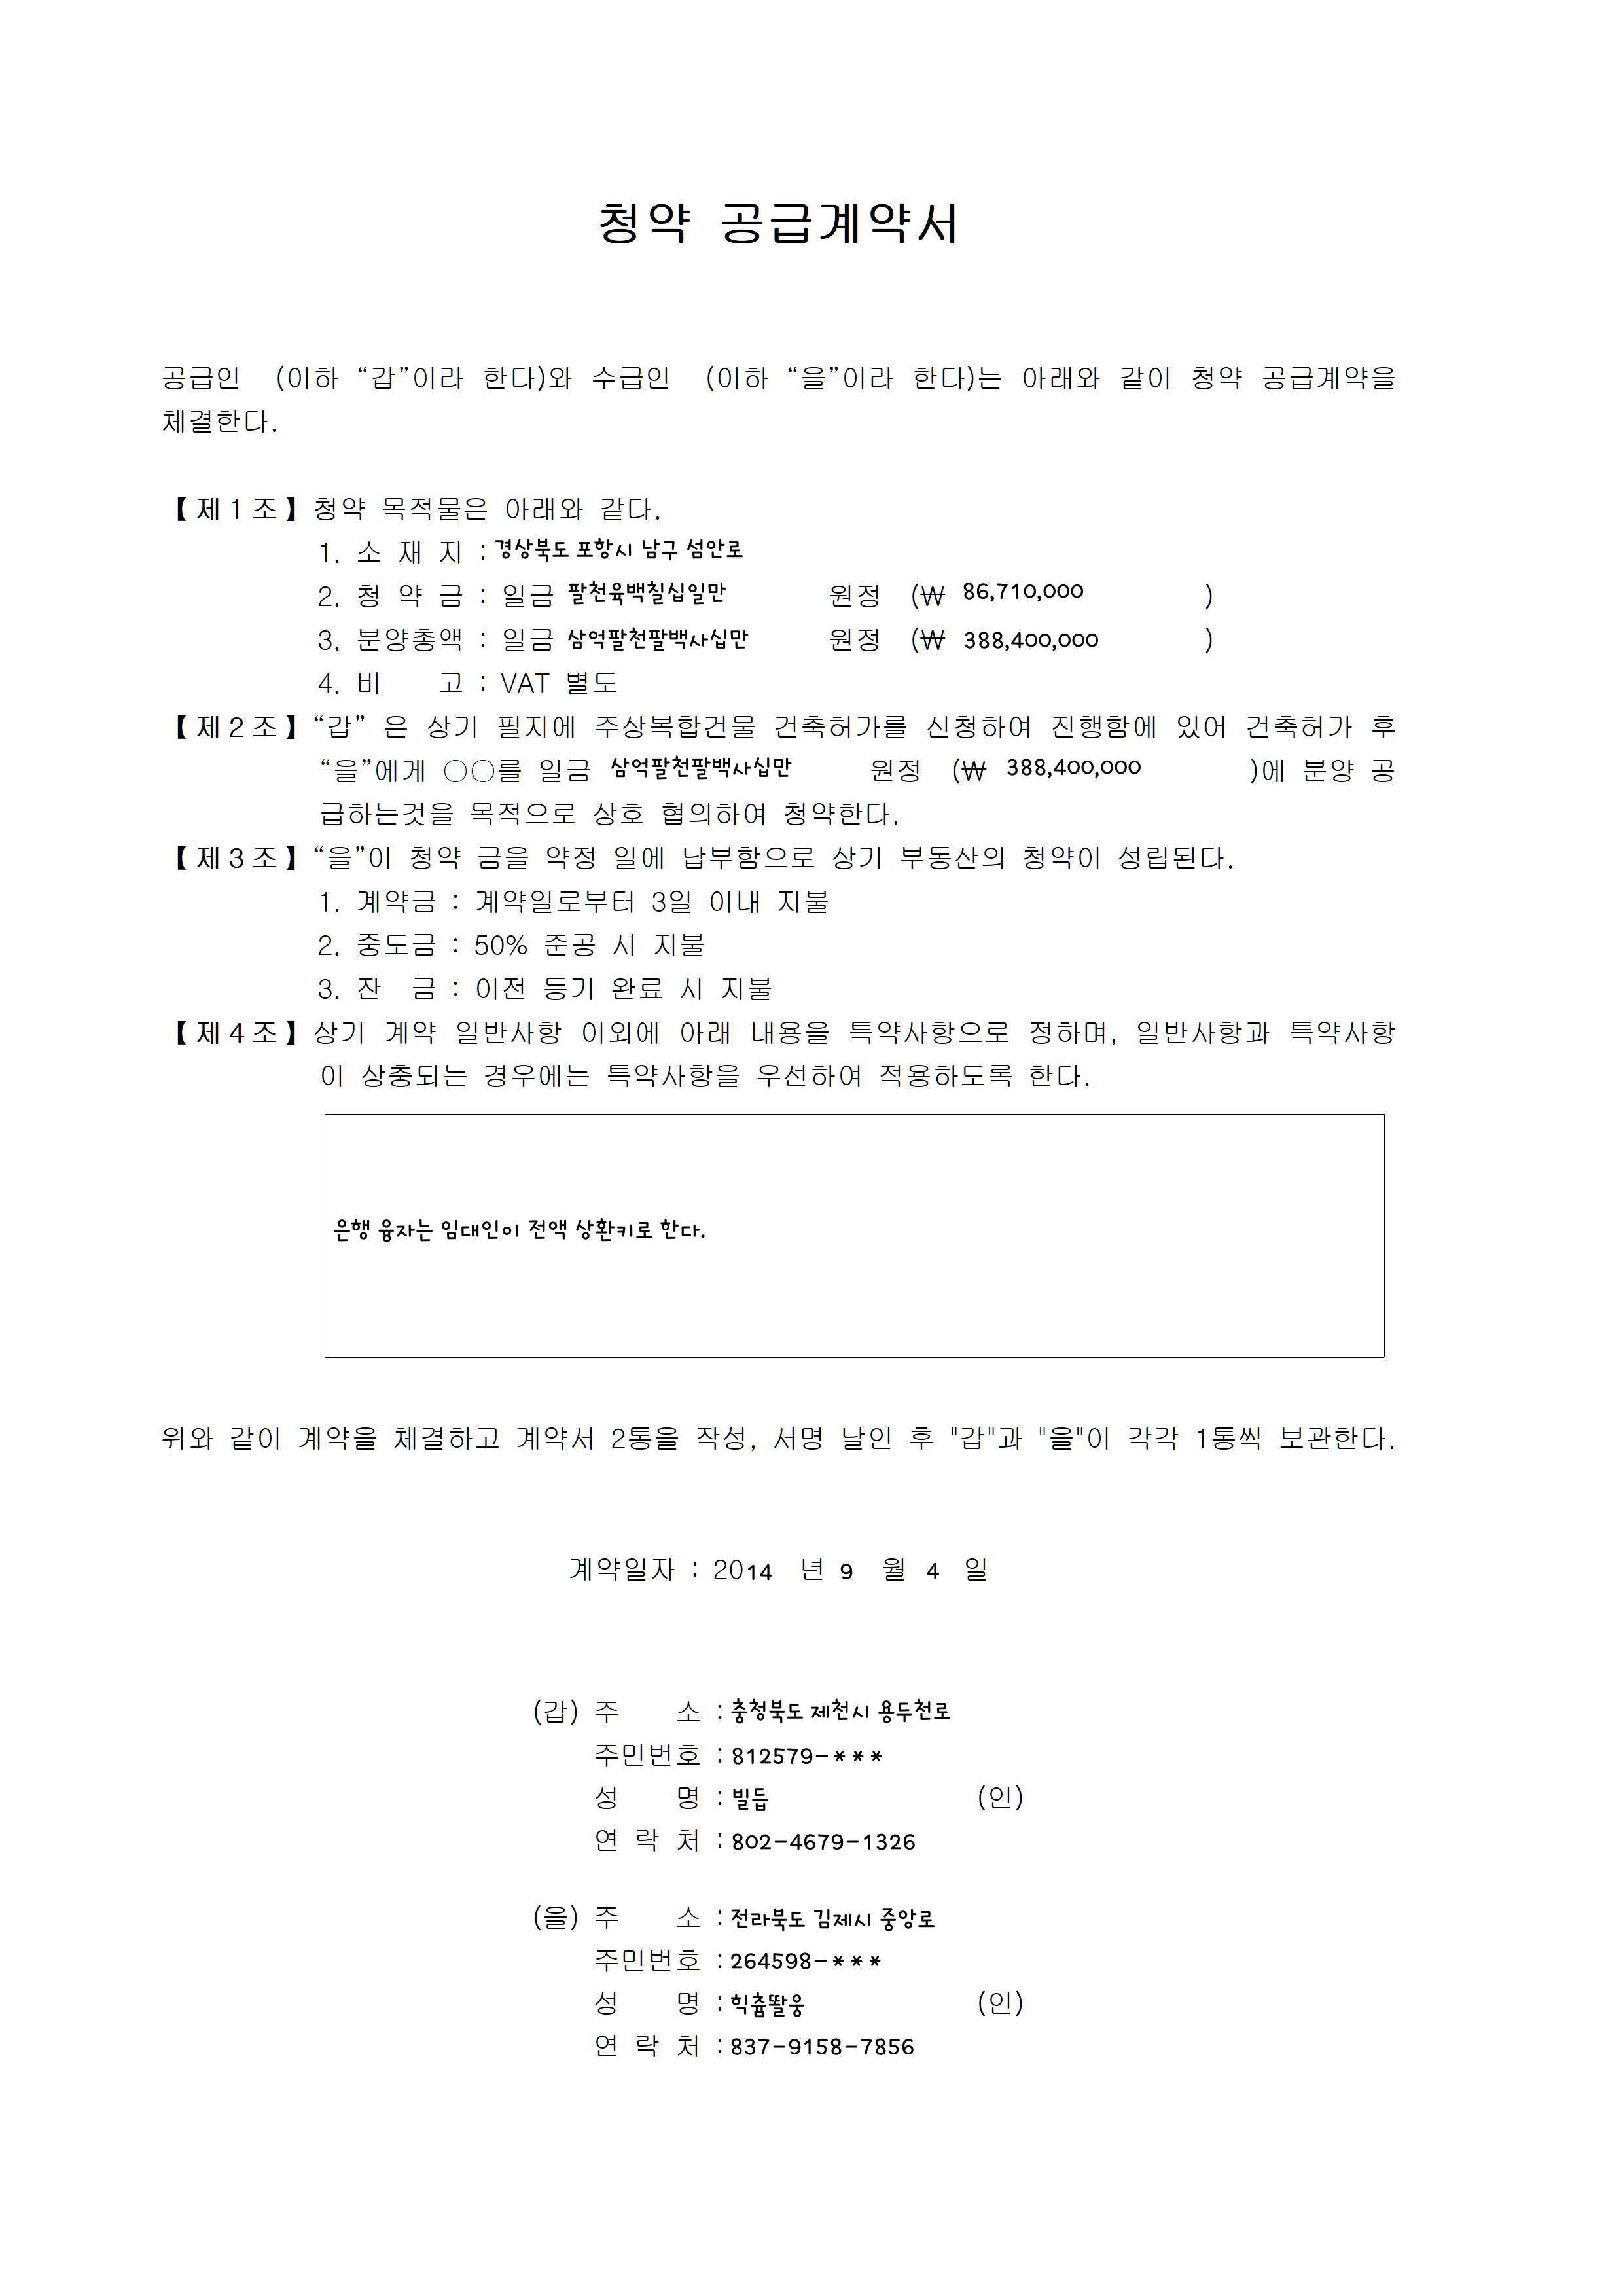 청약 공급계약서
공급인 (이하 “갑”이라 한다)와 수급인 (이하 “을”이라 한다)는 아래와 같이 청약 공급계약을
체결한다.
【제1조】청약 목적물은 아래와 같다.
1. 소 재 지 : 경상북도 포항시 남구 섬안로
2. 청 약 금 : 일금 팔천육백칠십일만 원정 (₩ 86,710,000 )
3. 분양총액 : 일금 삼억팔천팔백사십만 원정 (₩ 388,400,000 )
4. 비 고 : VAT 별도
【제2조】“갑” 은 상기 필지에 주상복합건물 건축허가를 신청하여 진행함에 있어 건축허가 후
“을”에게 ○○를 일금 삼억팔천팔백사십만 원정 (₩ 388,400,000 )에 분양 공
급하는것을 목적으로 상호 협의하여 청약한다.
【제3조】“을”이 청약 금을 약정 일에 납부함으로 상기 부동산의 청약이 성립된다.
1. 계약금 : 계약일로부터 3일 이내 지불
2. 중도금 : 50% 준공 시 지불
3. 잔 금 : 이전 등기 완료 시 지불
【제4조】상기 계약 일반사항 이외에 아래 내용을 특약사항으로 정하며, 일반사항과 특약사항
이 상충되는 경우에는 특약사항을 우선하여 적용하도록 한다.
은행 융자는 임대인이 전액 상환키로 한다.
위와 같이 계약을 체결하고 계약서 2통을 작성, 서명 날인 후 "갑"과 "을"이 각각 1통씩 보관한다.
계약일자 : 2014 년 9 월 4 일
(갑) 주 소 : 충청북도 제천시 용두천로
주민번호 : 812579-***
성 명 : 빌듭 (인)
연 락 처 : 802-4679-1326
(을) 주 소 : 전라북도 김제시 중앙로
주민번호 : 264598-***
성 명 : 힉츔똴웅 (인)
연 락 처 : 837-9158-7856